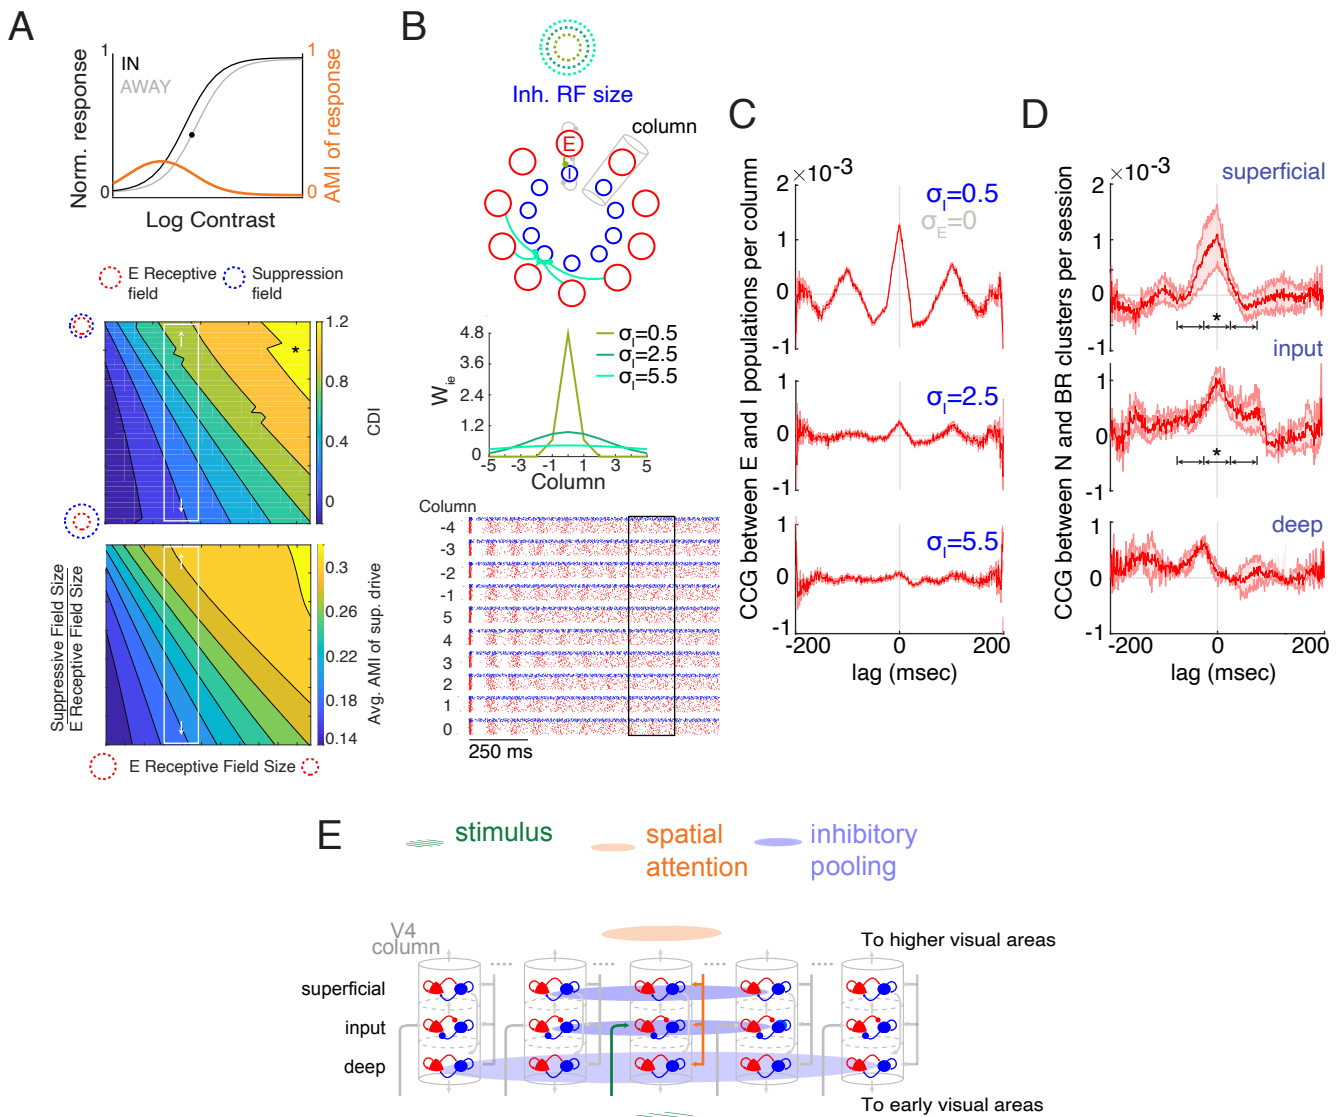 A
1
1
IN
AWAY
Norm. response
AMI of response
0
0
Log Contrast
E Receptive
field
Suppression
field
1.2
0.8
0.4
0
CDI
*
0.3
0.26
0.22
0.18
0.14
Avg. AMI of sup. drive
Suppressive Field Size
E Receptive Field Size
E Receptive Field Size
B
Inh. RF size
column
E
I
4.8
3.6
2.4
1.2
0
W_ie
σ_I=0.5
σ_I=2.5
σ_I=5.5
-5
-3
-1
1
3
5
Column
Column
-4
-3
-2
-1
5
4
3
2
1
0
250 ms
C
×10^-3
2
σ_I=0.5
σ_E=0
1
0
-1
1
σ_I=2.5
0
-1
1
σ_I=5.5
0
-1
-200
0
200
lag (msec)
CCG between E and I populations per column
D
×10^-3
superficial
2
1
0
-1
*
input
1
0
-1
*
deep
1
0
-1
-200
0
200
lag (msec)
CCG between N and BR clusters per session
E
stimulus
spatial
attention
inhibitory
pooling
V4
column
To higher visual areas
superficial
input
deep
To early visual areas